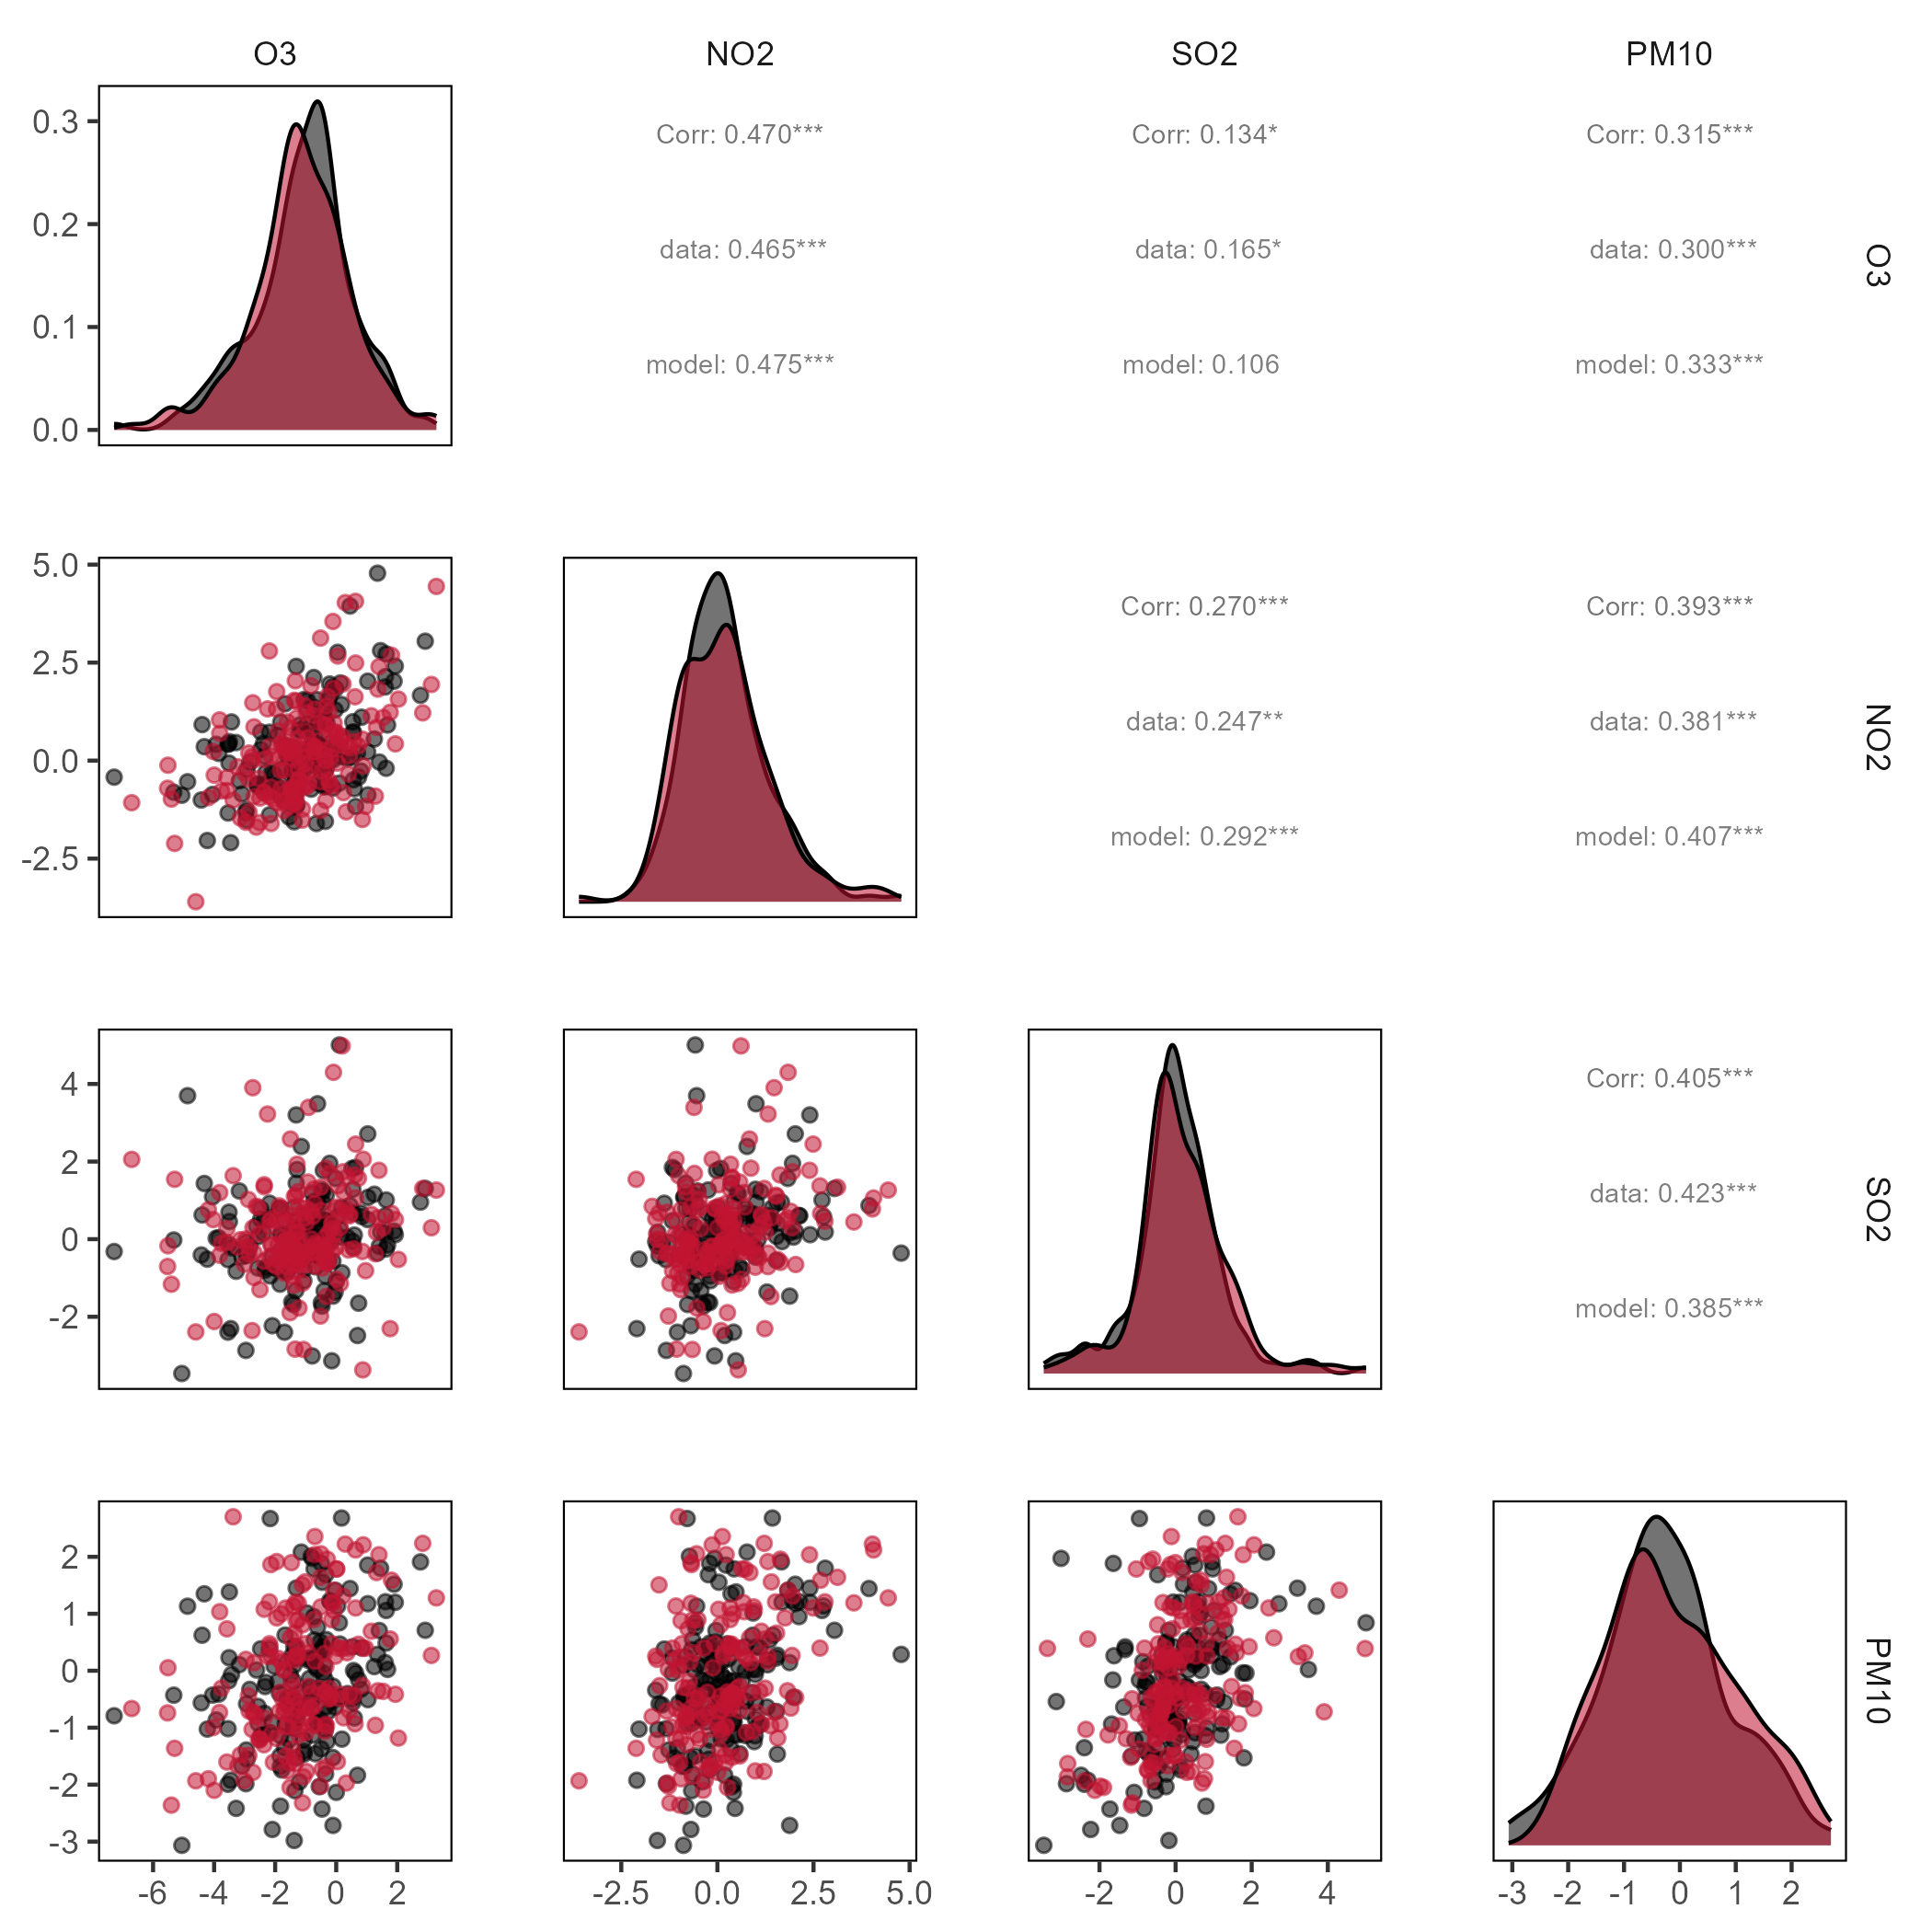 O3 NO2 SO2 PM10
0.3
0.2
0.1
0.0
Corr: 0.470***
data: 0.465***
model: 0.475***
Corr: 0.134*
data: 0.165*
model: 0.106
Corr: 0.315***
data: 0.300***
model: 0.333***
O3
5.0
2.5
0.0
-2.5
Corr: 0.270***
data: 0.247**
model: 0.292***
Corr: 0.393***
data: 0.381***
model: 0.407***
NO2
4
2
0
-2
Corr: 0.405***
data: 0.423***
model: 0.385***
SO2
2
1
0
-1
-2
-3
PM10
-6 -4 -2 0 2
-2.5 0.0 2.5 5.0
-2 0 2 4
-3 -2 -1 0 1 2